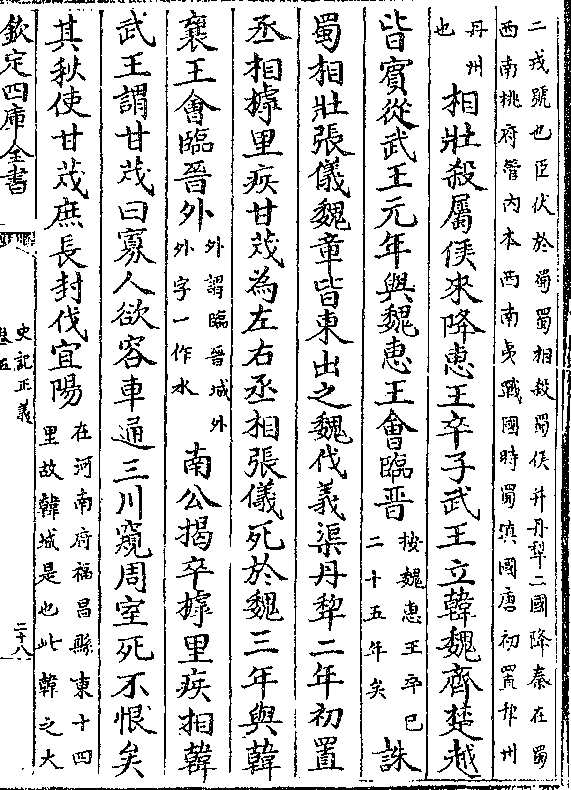 二戎號也臣伏於蜀蜀相殺蜀侯并丹犂二國降秦在蜀
西南桃府管內本西南夷戰國時蜀滇國唐初置犂州
丹州
也
相壯殺屬侯來降惠王卒子武王立韓魏齊楚越
皆賓從武王元年與魏惠王會臨晉
按魏惠王卒已
二十五年矣
誅
蜀相壯張儀魏章皆東出之魏伐義渠丹犂二年初置
丞相摴里疾甘茂為左右丞相張儀死於魏三年與韓
襄王會臨晉外
外謂臨晉城外
外字一作水
南公揭卒摴里疾相韓
武王謂甘茂曰寡人欲容車通三川窺周室死不恨矣
其秋使甘茂庶長封伐宜陽
在河南府福昌縣東十四
里故韓城是也此韓之大
欽定四庫全書
史記正義
卷五
二十八